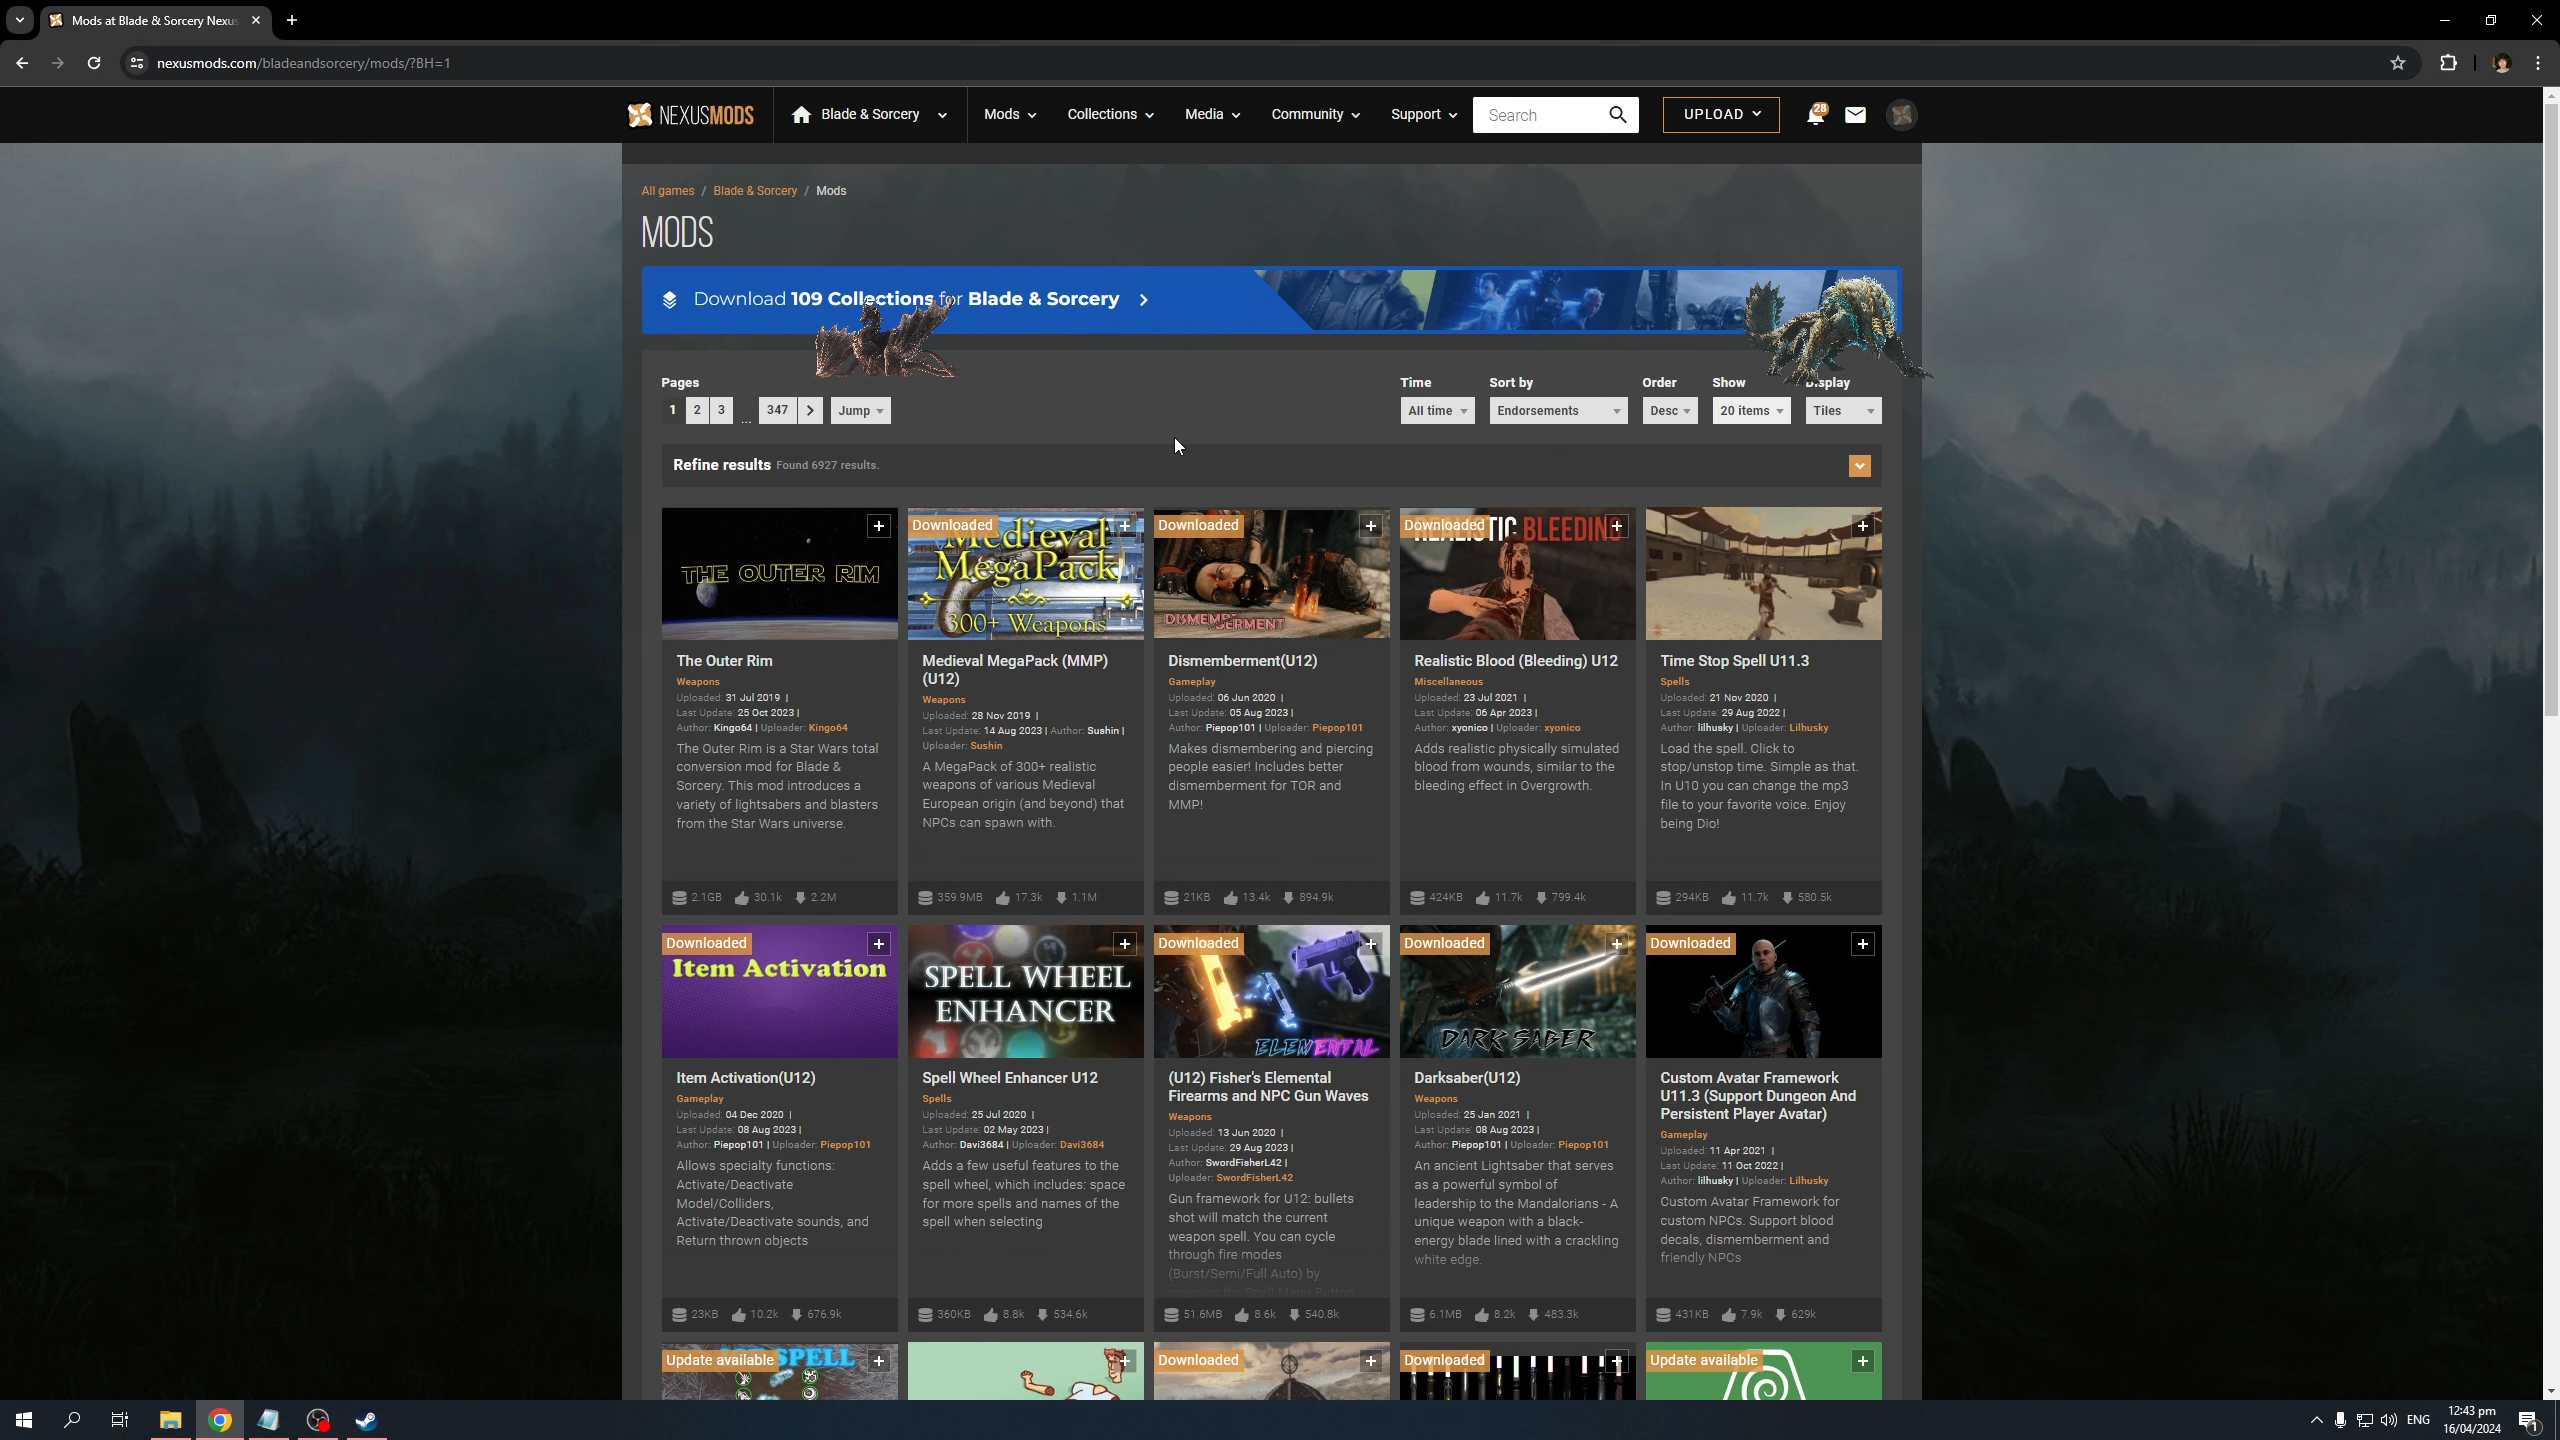 Mods at Blade & Sorcery Nexus
nexusmods.com/bladeandsorcery/mods/?BH=1
NEXUSMODS
Blade & Sorcery
Mods
Collections
Media
Community
Support
Search
UPLOAD
28
All games / Blade & Sorcery / Mods
MODS
Download 109 Collections for Blade & Sorcery
Pages
Time
Sort by
Order
Show
Display
1 2 3 ... 347 > Jump
All time
Endorsements
Desc
20 items
Tiles
Refine results Found 6927 results.
THE OUTER RIM
The Outer Rim
Weapons
Uploaded: 31 Jul 2019 |
Last Update: 25 Oct 2023 |
Author: Kingo64 | Uploader: Kingo64
The Outer Rim is a Star Wars total
conversion mod for Blade &
Sorcery. This mod introduces a
variety of lightsabers and blasters
from the Star Wars universe.
2.1GB 30.1k 2.2M
Downloaded
Medieval
MegaPack
300+ Weapons
Medieval MegaPack (MMP)
(U12)
Weapons
Uploaded: 28 Nov 2019 |
Last Update: 14 Aug 2023 | Author: Sushin |
Uploader: Sushin
A MegaPack of 300+ realistic
weapons of various Medieval
European origin (and beyond) that
NPCs can spawn with.
359.9MB 17.3k 1.1M
Downloaded
DISMEMBERMENT
Dismemberment(U12)
Gameplay
Uploaded: 06 Jun 2020 |
Last Update: 05 Aug 2023 |
Author: Piepop101 | Uploader: Piepop101
Makes dismembering and piercing
people easier! Includes better
dismemberment for TOR and
MMP!
21KB 13.4k 894.9k
Downloaded
REALISTIC BLEEDING
Realistic Blood (Bleeding) U12
Miscellaneous
Uploaded: 23 Jul 2021 |
Last Update: 06 Apr 2023 |
Author: xyonico | Uploader: xyonico
Adds realistic physically simulated
blood from wounds, similar to the
bleeding effect in Overgrowth.
424KB 11.7k 799.4k
Time Stop Spell U11.3
Spells
Uploaded: 21 Nov 2020 |
Last Update: 29 Aug 2022 |
Author: lilhusky | Uploader: Lilhusky
Load the spell. Click to
stop/unstop time. Simple as that.
In U10 you can change the mp3
file to your favorite voice. Enjoy
being Dio!
294KB 11.7k 580.5k
Downloaded
Item Activation
Item Activation(U12)
Gameplay
Uploaded: 04 Dec 2020 |
Last Update: 08 Aug 2023 |
Author: Piepop101 | Uploader: Piepop101
Allows specialty functions:
Activate/Deactivate
Model/Colliders,
Activate/Deactivate sounds, and
Return thrown objects
23KB 10.2k 676.9k
SPELL WHEEL
ENHANCER
Spell Wheel Enhancer U12
Spells
Uploaded: 25 Jul 2020 |
Last Update: 02 May 2023 |
Author: Davi3684 | Uploader: Davi3684
Adds a few useful features to the
spell wheel, which includes: space
for more spells and names of the
spell when selecting
360KB 8.8k 534.6k
Downloaded
ELEMENTAL
(U12) Fisher's Elemental
Firearms and NPC Gun Waves
Weapons
Uploaded: 13 Jun 2020 |
Last Update: 29 Aug 2023 |
Author: SwordFisherL42 |
Uploader: SwordFisherL42
Gun framework for U12: bullets
shot will match the current
weapon spell. You can cycle
through fire modes
(Burst/Semi/Full Auto) by
pressing the Spell Menu Button
51.6MB 8.6k 540.8k
Downloaded
DARK SABER
Darksaber(U12)
Weapons
Uploaded: 25 Jan 2021 |
Last Update: 08 Aug 2023 |
Author: Piepop101 | Uploader: Piepop101
An ancient Lightsaber that serves
as a powerful symbol of
leadership to the Mandalorians - A
unique weapon with a black-
energy blade lined with a crackling
white edge.
6.1MB 8.2k 483.3k
Downloaded
Custom Avatar Framework
U11.3 (Support Dungeon And
Persistent Player Avatar)
Gameplay
Uploaded: 11 Apr 2021 |
Last Update: 11 Oct 2022 |
Author: lilhusky | Uploader: Lilhusky
Custom Avatar Framework for
custom NPCs. Support blood
decals, dismemberment and
friendly NPCs
431KB 7.9k 629k
Update available
SPELL
Downloaded
Downloaded
Update available
ENG
12:43 pm
16/04/2024
1